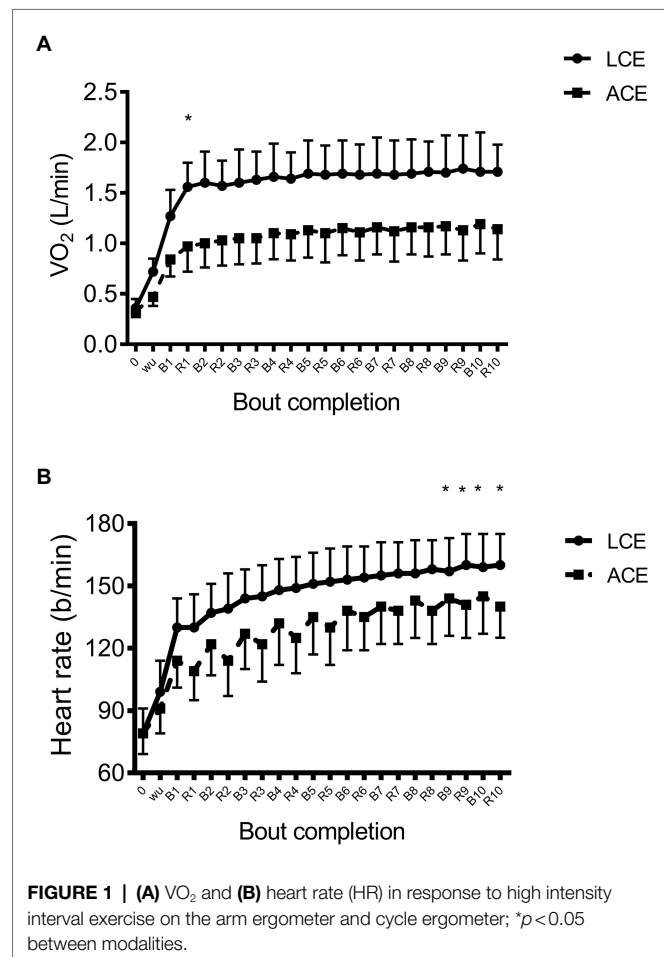 A
LCE
ACE
*
2.5
2.0
1.5
1.0
0.5
0.0
VO2 (L/min)
0 wu B1 R1 B2 R2 B3 R3 B4 R4 B5 R5 B6 R6 B7 R7 B8 R8 B9 R9 B10 R10
Bout completion
B
* * * *
LCE
ACE
180
150
120
90
60
Heart rate (b/min)
0 wu B1 R1 B2 R2 B3 R3 B4 R4 B5 R5 B6 R6 B7 R7 B8 R8 B9 R9 B10 R10
Bout completion
FIGURE 1 | (A) VO2 and (B) heart rate (HR) in response to high intensity
interval exercise on the arm ergometer and cycle ergometer; *p<0.05
between modalities.